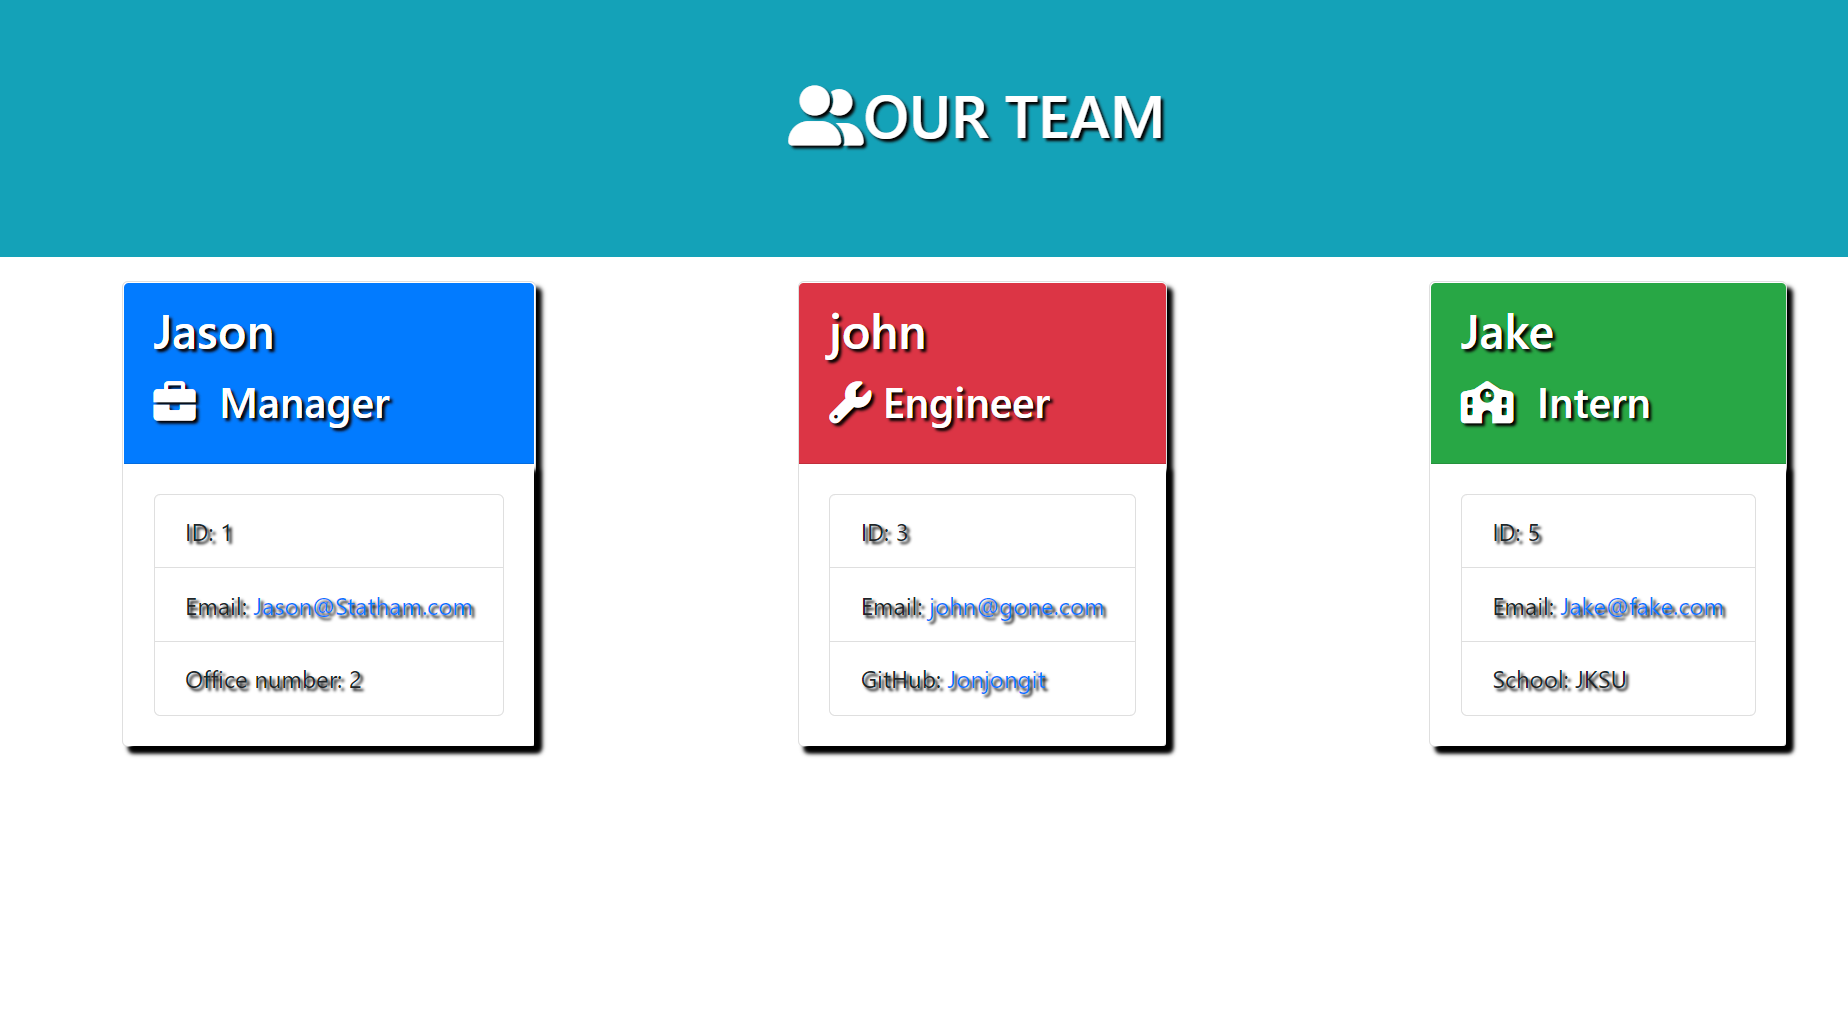 OUR TEAM
Jason
Manager
ID: 1
Email: Jason@Statham.com
Office number: 2
john
Engineer
ID: 3
Email: john@gone.com
GitHub: Jonjongit
Jake
Intern
ID: 5
Email: Jake@fake.com
School: JKSU